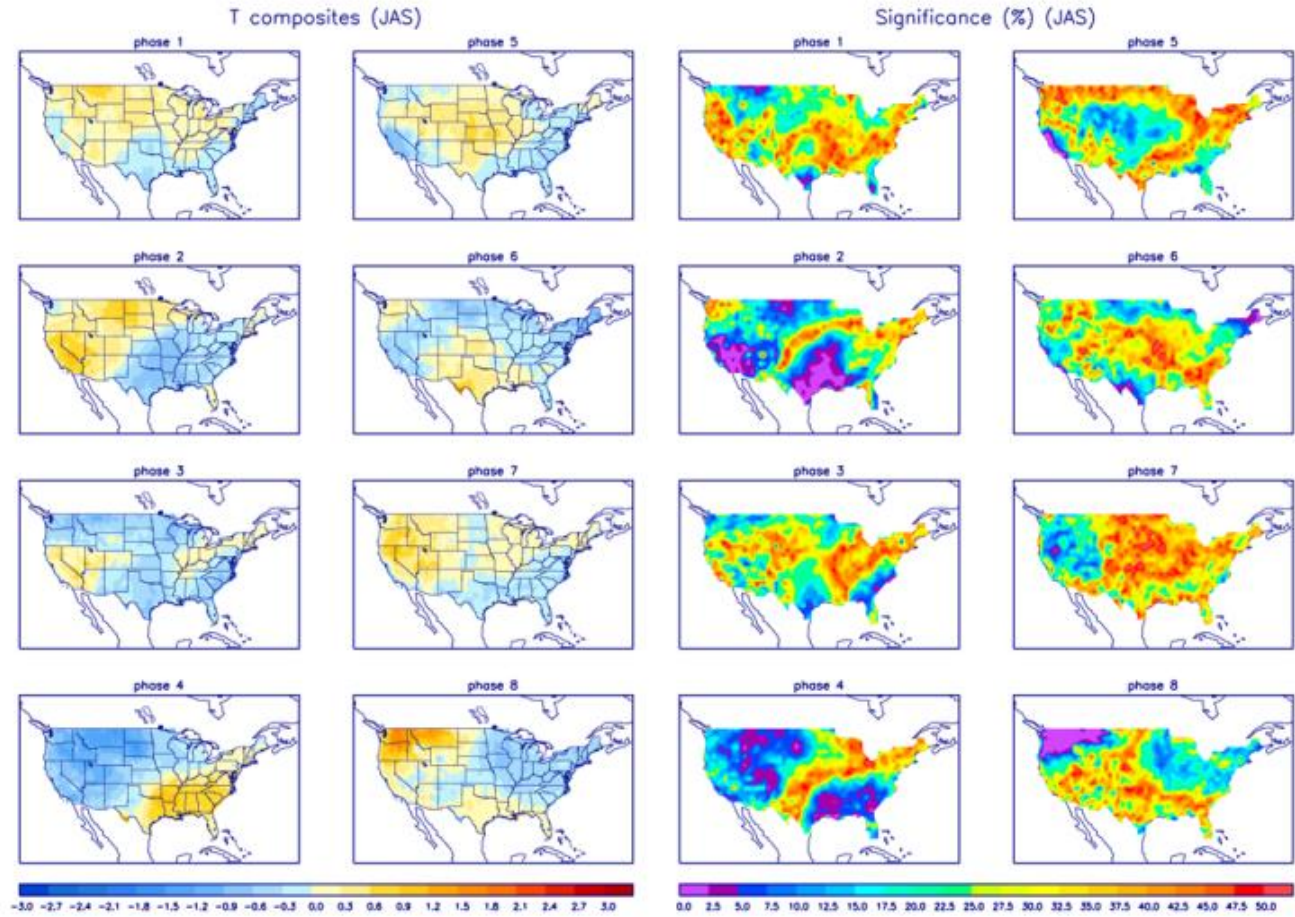 T composites (JAS)
Significance (%) (JAS)
phase 1
phase 5
phase 1
phase 5
phase 2
phase 6
phase 2
phase 6
phase 3
phase 7
phase 3
phase 7
phase 4
phase 8
phase 4
phase 8
-3.0 -2.7 -2.4 -2.1 -1.8 -1.5 -1.2 -0.9 -0.6 -0.3 0.0 0.3 0.6 0.9 1.2 1.5 1.8 2.1 2.4 2.7 3.0
0.0 2.5 5.0 7.5 10.0 12.5 15.0 17.5 20.0 22.5 25.0 27.5 30.0 32.5 35.0 37.5 40.0 42.5 45.0 47.5 50.0